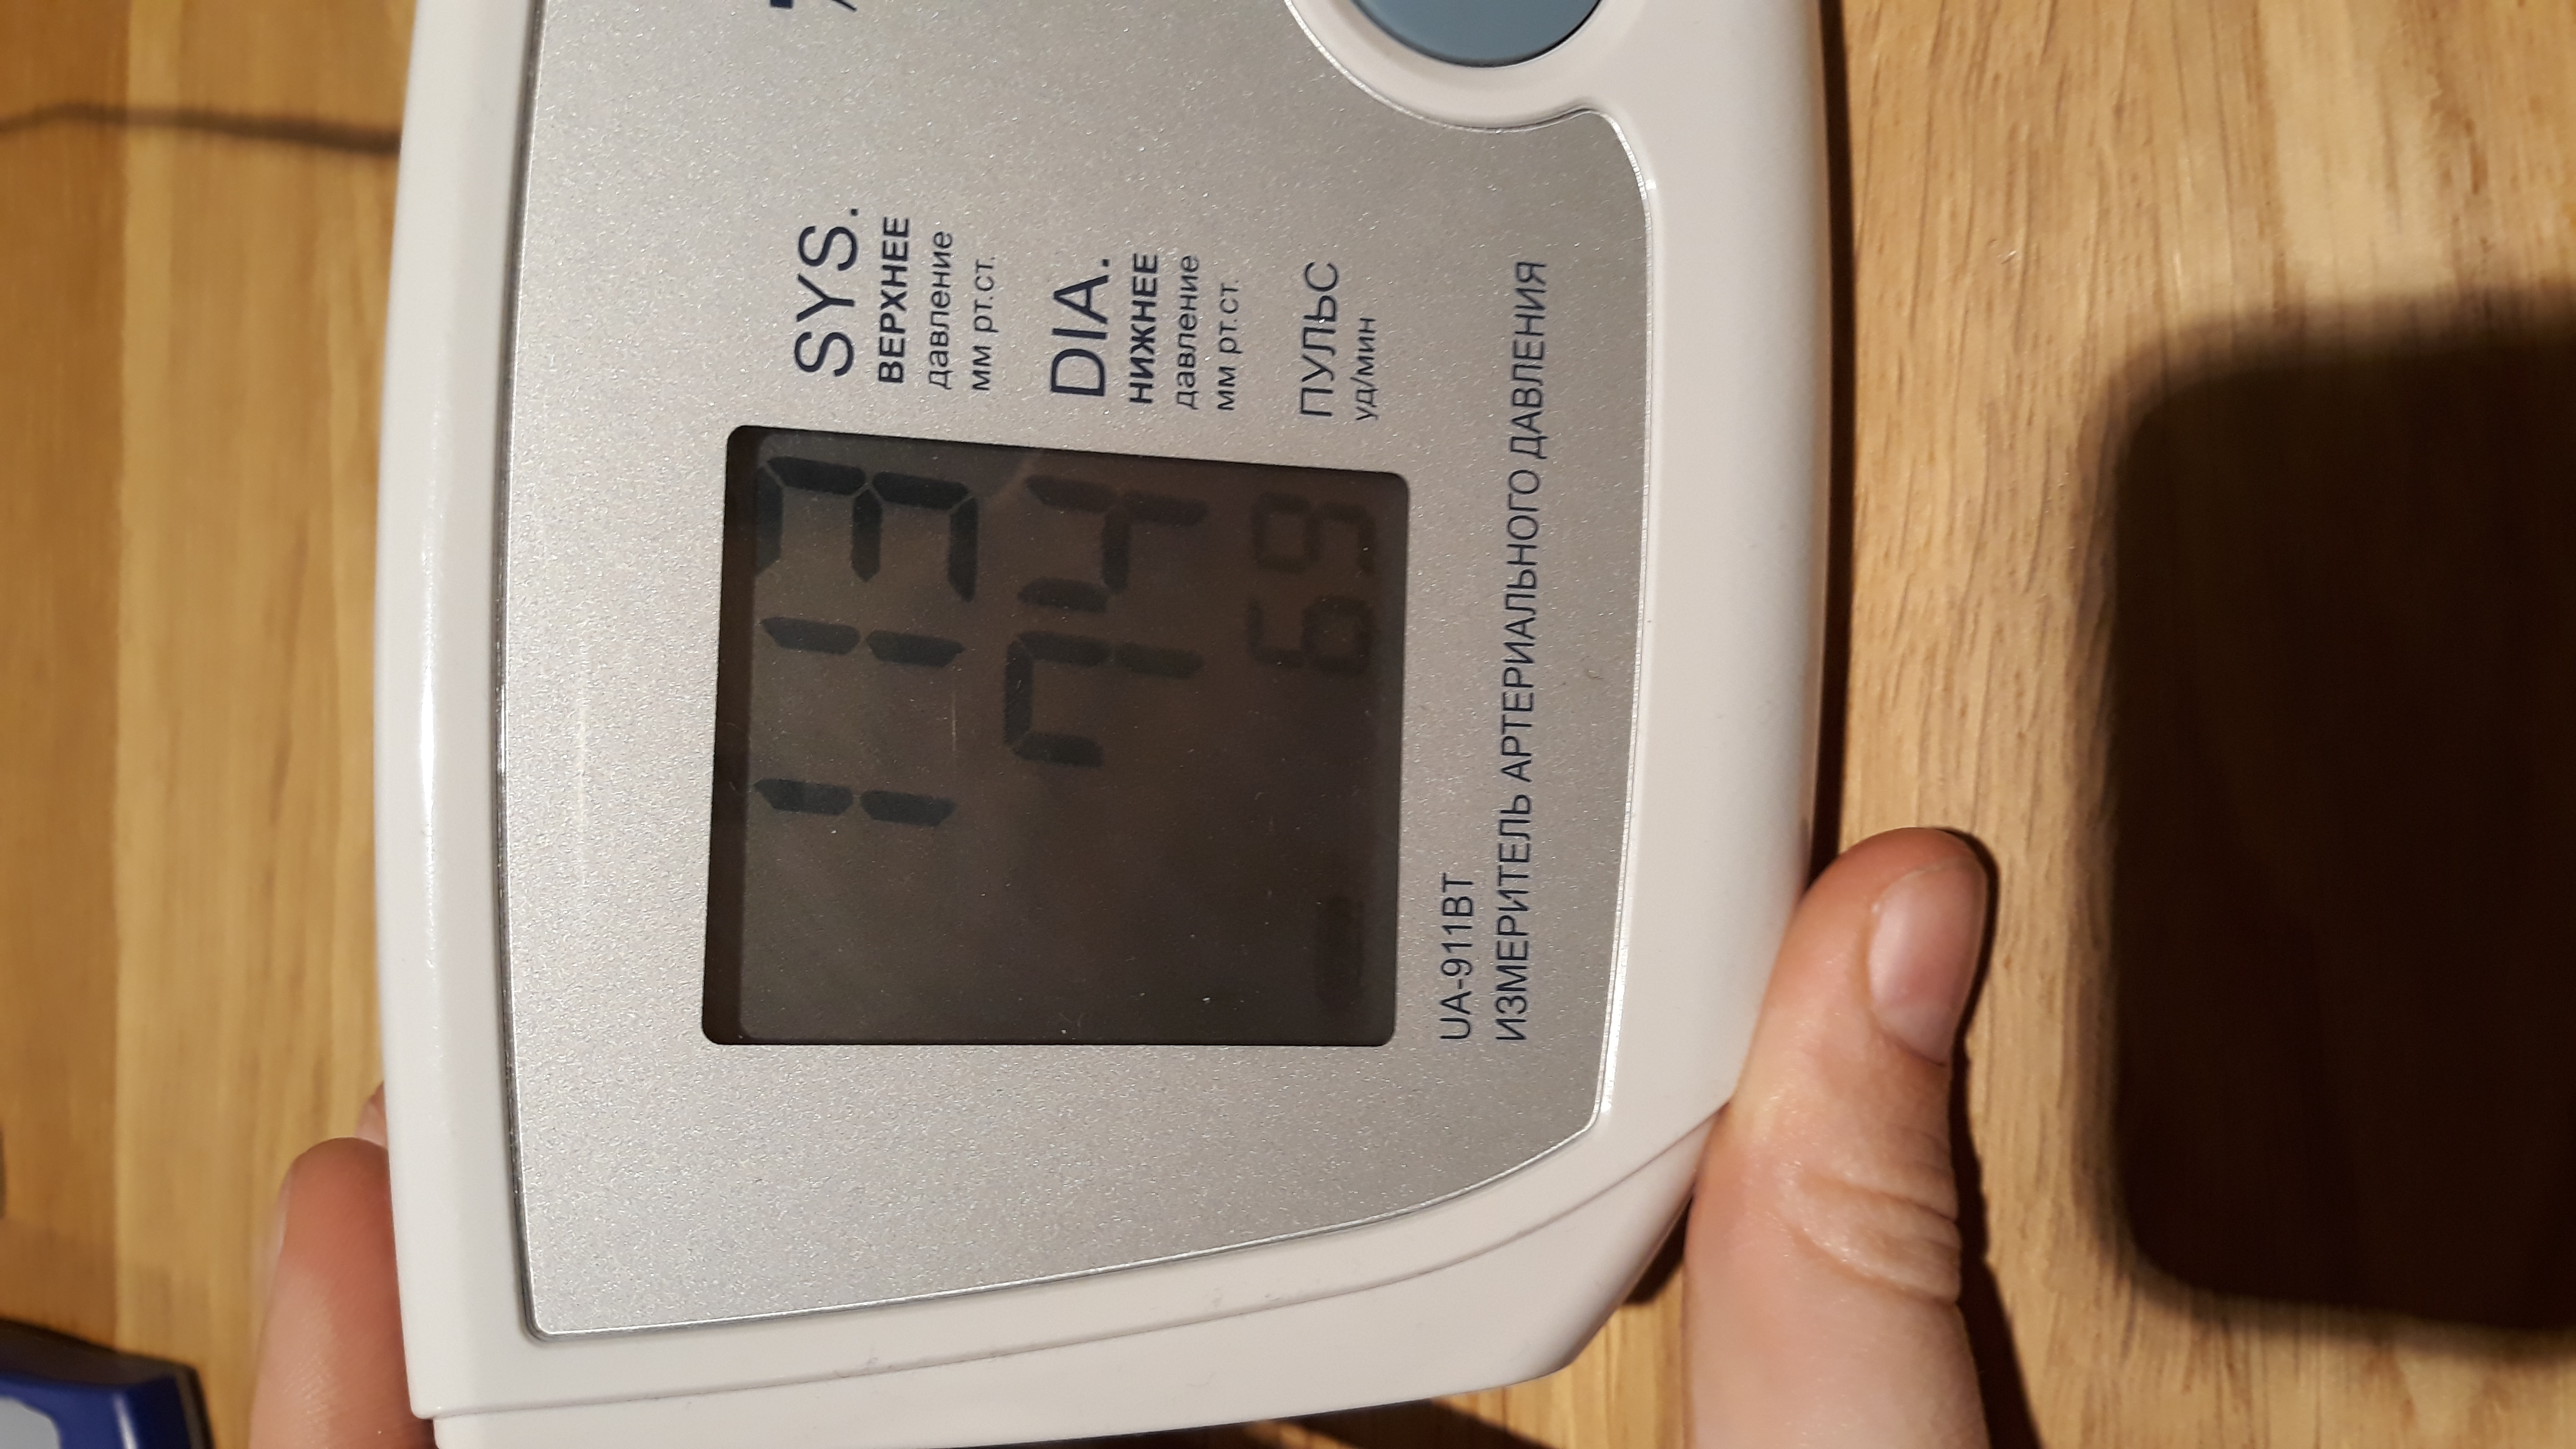 113
SYS.
ВЕРХНЕЕ
давление
мм рт.ст.
74
DIA.
НИЖНЕЕ
давление
мм рт.ст.
69
ПУЛЬС
уд/мин
UA-911BT
ИЗМЕРИТЕЛЬ АРТЕРИАЛЬНОГО ДАВЛЕНИЯ